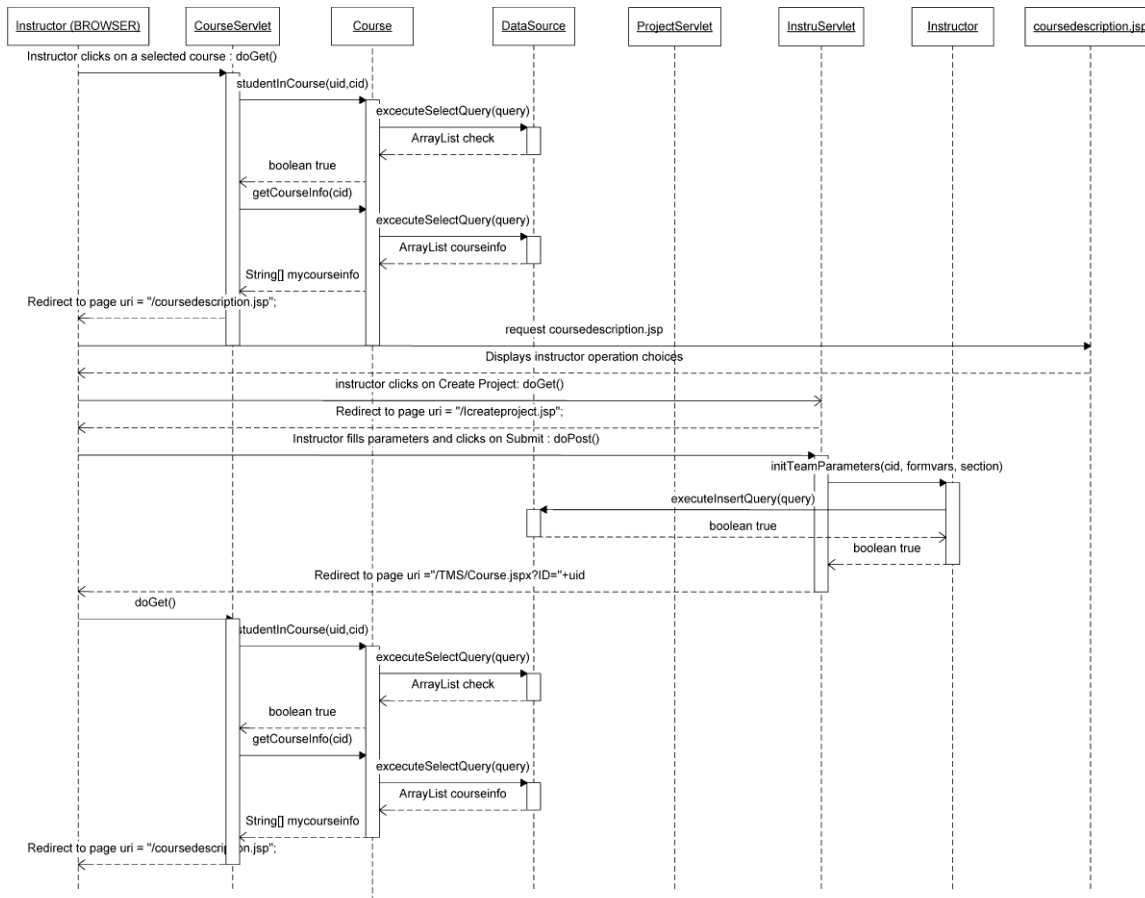 Instructor (BROWSER)
CourseServlet
Course
DataSource
ProjectServlet
InstruServlet
Instructor
coursedescription.jsp
Instructor clicks on a selected course : doGet()
studentInCourse(uid,cid)
excecuteSelectQuery(query)
ArrayList check
boolean true
getCourseInfo(cid)
excecuteSelectQuery(query)
ArrayList courseinfo
String[] mycourseinfo
Redirect to page uri = "/coursedescription.jsp";
request coursedescription.jsp
Displays instructor operation choices
instructor clicks on Create Project: doGet()
Redirect to page uri = "/Icreateproject.jsp";
Instructor fills parameters and clicks on Submit : doPost()
initTeamParameters(cid, formvars, section)
executeInsertQuery(query)
boolean true
boolean true
Redirect to page uri ="/TMS/Course.jspx?ID="+uid
doGet()
studentInCourse(uid,cid)
excecuteSelectQuery(query)
ArrayList check
boolean true
getCourseInfo(cid)
excecuteSelectQuery(query)
ArrayList courseinfo
String[] mycourseinfo
Redirect to page uri = "/coursedescription.jsp";